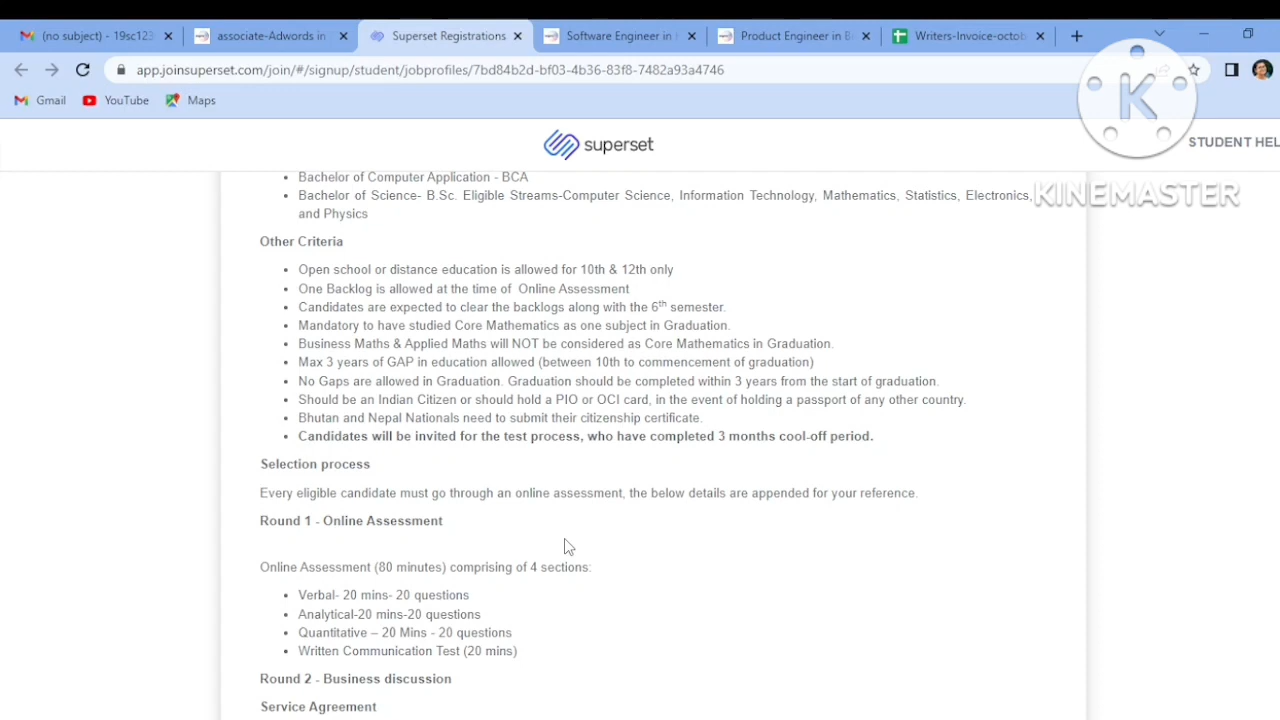 (no subject) - 19sc123
associate-Adwords in
Superset Registrations
Software Engineer in
Product Engineer in B
Writers-Invoice-octob
app.joinsuperset.com/join/#/signup/student/jobprofiles/7bd84b2d-bf03-4b36-83f8-7482a93a4746
Gmail YouTube Maps
K
KINEMASTER
superset
STUDENT HEL
Bachelor of Computer Application - BCA
Bachelor of Science- B.Sc. Eligible Streams-Computer Science, Information Technology, Mathematics, Statistics, Electronics,
and Physics
Other Criteria
Open school or distance education is allowed for 10th & 12th only
One Backlog is allowed at the time of Online Assessment
Candidates are expected to clear the backlogs along with the 6th semester.
Mandatory to have studied Core Mathematics as one subject in Graduation.
Business Maths & Applied Maths will NOT be considered as Core Mathematics in Graduation.
Max 3 years of GAP in education allowed (between 10th to commencement of graduation)
No Gaps are allowed in Graduation. Graduation should be completed within 3 years from the start of graduation.
Should be an Indian Citizen or should hold a PIO or OCI card, in the event of holding a passport of any other country.
Bhutan and Nepal Nationals need to submit their citizenship certificate.
Candidates will be invited for the test process, who have completed 3 months cool-off period.
Selection process
Every eligible candidate must go through an online assessment, the below details are appended for your reference.
Round 1 - Online Assessment
Online Assessment (80 minutes) comprising of 4 sections:
Verbal- 20 mins- 20 questions
Analytical-20 mins-20 questions
Quantitative – 20 Mins - 20 questions
Written Communication Test (20 mins)
Round 2 - Business discussion
Service Agreement